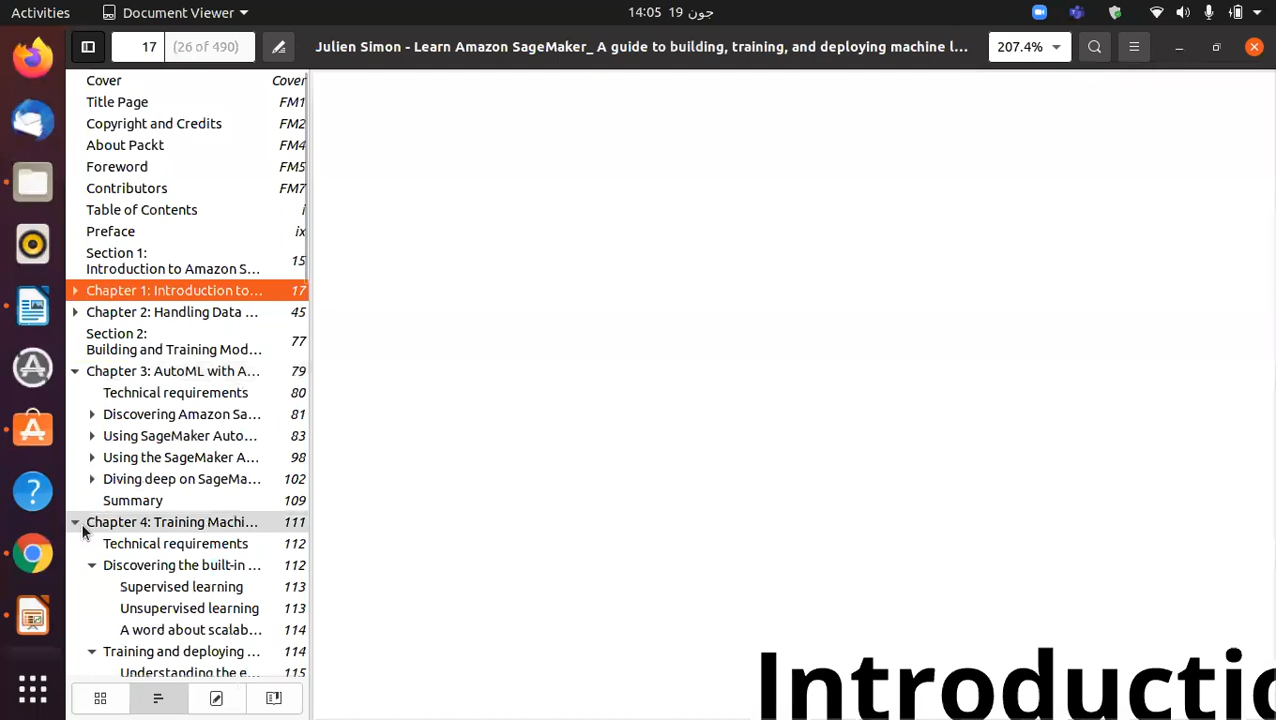 Activities Document Viewer 14:05 19 جون
17 (26 of 490) Julien Simon - Learn Amazon SageMaker_ A guide to building, training, and deploying machine l... 207.4%
Cover Cover
Title Page FM1
Copyright and Credits FM2
About Packt FM4
Foreword FM5
Contributors FM7
Table of Contents i
Preface ix
Section 1:
Introduction to Amazon S... 15
Chapter 1: Introduction to... 17
Chapter 2: Handling Data ... 45
Section 2:
Building and Training Mod... 77
Chapter 3: AutoML with A... 79
Technical requirements 80
Discovering Amazon Sa... 81
Using SageMaker Auto... 83
Using the SageMaker A... 98
Diving deep on SageMa... 102
Summary 109
Chapter 4: Training Machi... 111
Technical requirements 112
Discovering the built-in ... 112
Supervised learning 113
Unsupervised learning 113
A word about scalab... 114
Training and deploying ... 114
Understanding the e... 115
Introductio